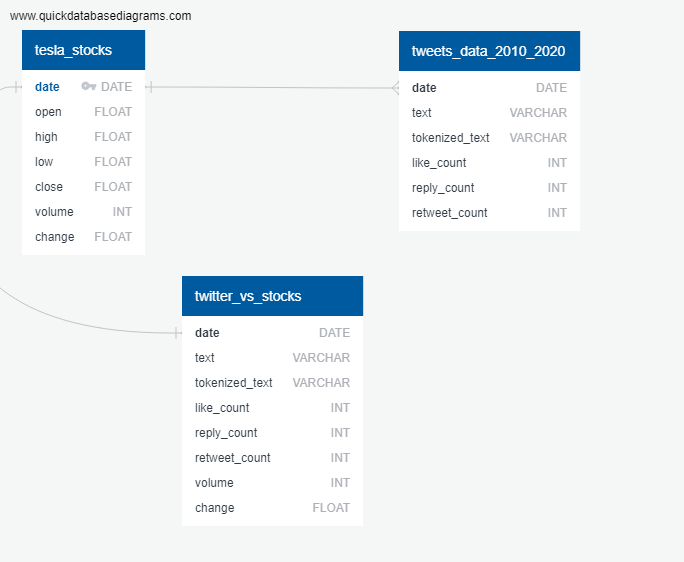 www.quickdatabasediagrams.com
tesla_stocks
date DATE
open FLOAT
high FLOAT
low FLOAT
close FLOAT
volume INT
change FLOAT
tweets_data_2010_2020
date DATE
text VARCHAR
tokenized_text VARCHAR
like_count INT
reply_count INT
retweet_count INT
twitter_vs_stocks
date DATE
text VARCHAR
tokenized_text VARCHAR
like_count INT
reply_count INT
retweet_count INT
volume INT
change FLOAT